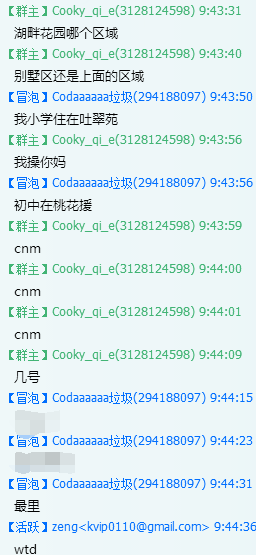 【群主】Cooky_qi_e(3128124598) 9:43:31
湖畔花园哪个区域
【群主】Cooky_qi_e(3128124598) 9:43:40
别墅区还是上面的区域
【冒泡】Codaaaaaa垃圾(294188097) 9:43:50
我小学住在吐翠苑
【群主】Cooky_qi_e(3128124598) 9:43:56
我操你妈
【冒泡】Codaaaaaa垃圾(294188097) 9:43:56
初中在桃花援
【群主】Cooky_qi_e(3128124598) 9:43:59
cnm
【群主】Cooky_qi_e(3128124598) 9:44:00
cnm
【群主】Cooky_qi_e(3128124598) 9:44:01
cnm
【群主】Cooky_qi_e(3128124598) 9:44:09
几号
【冒泡】Codaaaaaa垃圾(294188097) 9:44:15
【冒泡】Codaaaaaa垃圾(294188097) 9:44:23
【冒泡】Codaaaaaa垃圾(294188097) 9:44:31
最里
【活跃】zeng<kvip0110@gmail.com> 9:44:36
wtd